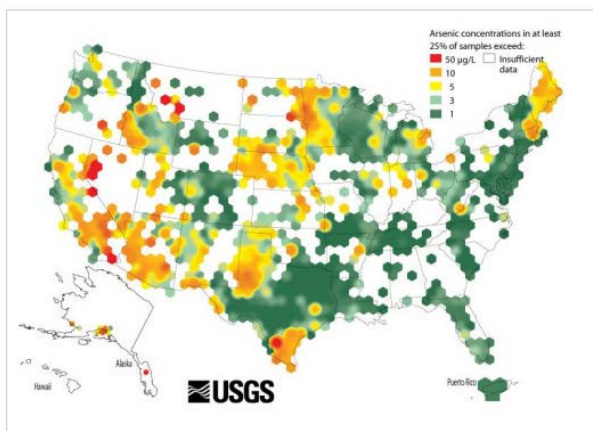 Arsenic concentrations in at least
25% of samples exceed:
50 µg/L
Insufficient
data
10
5
3
1
Alaska
Hawaii
USGS
Puerto Rico